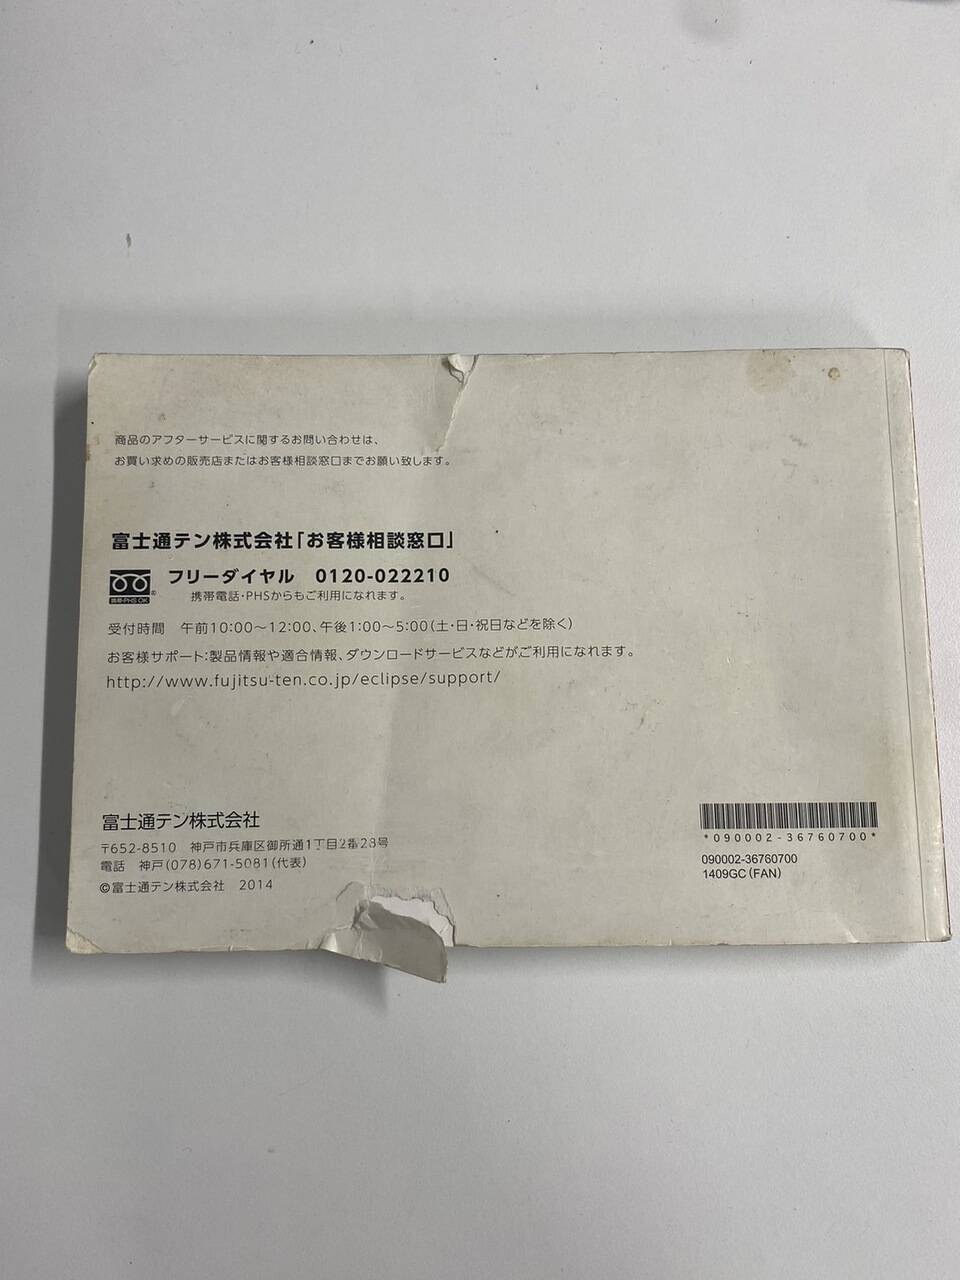 商品のアフターサービスに関するお問い合わせは、
お買い求めの販売店またはお客様相談窓口までお願い致します。
富士通テン株式会社「お客様相談窓口」
フリーダイヤル 0120-022210
携帯・PHS OK
携帯電話・PHSからもご利用になれます。
受付時間 午前10:00〜12:00、午後1:00〜5:00(土・日・祝日などを除く)
お客様サポート:製品情報や適合情報、ダウンロードサービスなどがご利用になれます。
http://www.fujitsu-ten.co.jp/eclipse/support/
富士通テン株式会社
〒652-8510 神戸市兵庫区御所通1丁目2番28号
電話 神戸(078)671-5081(代表)
©富士通テン株式会社 2014
*090002-36760700*
090002-36760700
1409GC(FAN)